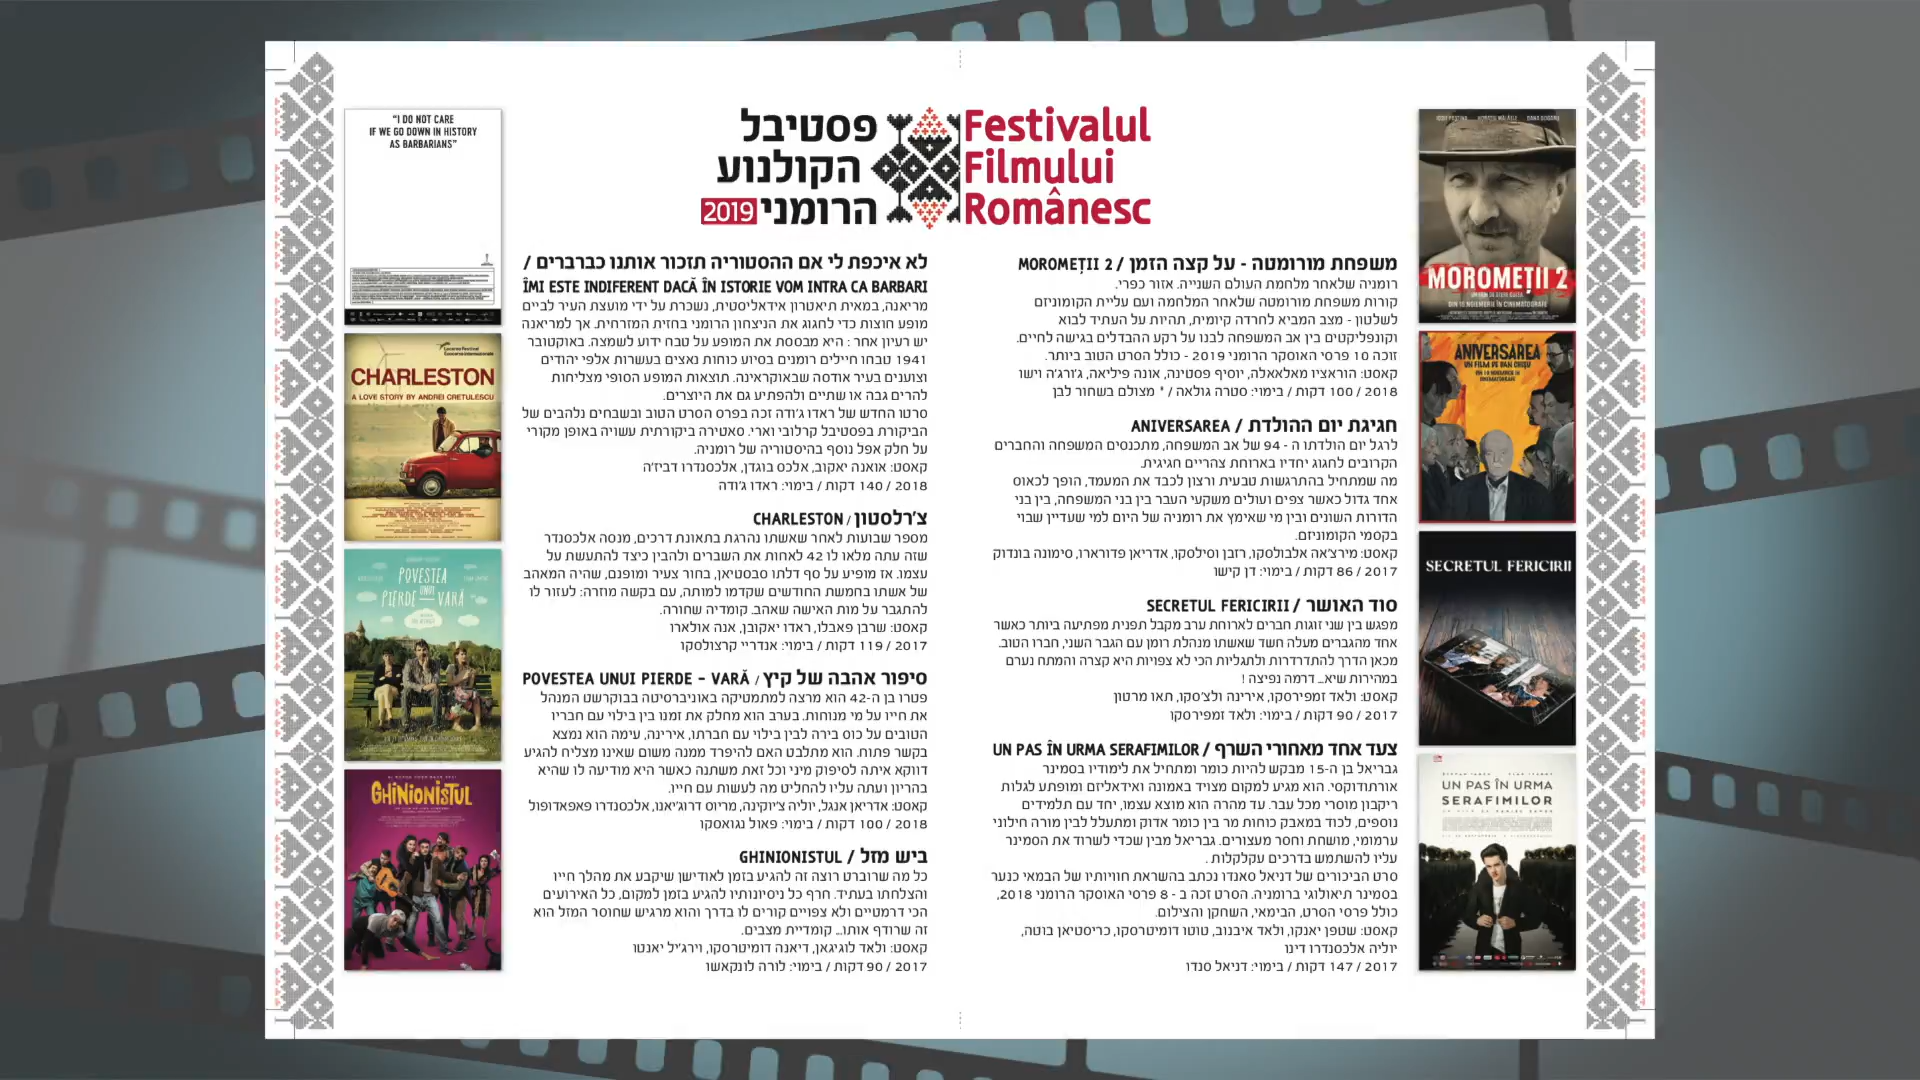 פסטיבל
הקולנוע
הרומני 2019
Festivalul
Filmului
Românesc
משפחת מורומטה - על קצה הזמן / MOROMEȚII 2
רומניה שלאחר מלחמת העולם השנייה. אזור כפרי.
קורות משפחת מורומטה שלאחר המלחמה ועם עליית הקומוניזם
לשלטון - מצב המביא לחרדה קיומית, תהיות על העתיד לבוא
וקונפליקטים בין אב המשפחה לבנו על רקע ההבדלים בגישה לחיים.
זוכה 10 פרסי האוסקר הרומני 2019 - כולל הסרט הטוב ביותר.
קאסט: הוראציו מאלאאלה, יוסיף פסטינה, אונה פיליאה, ג'ורג'ה וישו
2018 / 100 דקות / בימוי: סטרה גולאה / * מצולם בשחור לבן
חגיגת יום ההולדת / ANIVERSAREA
לרגל יום הולדתו ה - 94 של אב המשפחה, מתכנסים המשפחה והחברים
הקרובים לחגוג יחדיו בארוחת צהריים חגיגית.
מה שמתחיל בהתרגשות טבעית ורצון לכבד את המעמד, הופך לכאוס
אחד גדול כאשר צפים ועולים משקעי העבר בין בני המשפחה, בין בני
הדורות השונים ובין מי שאימץ את רומניה של היום למי שעדיין שבוי
בקסמי הקומוניזם.
קאסט: מירצ'אה אלבולסקו, רזבן וסילסקו, אדריאן פדוראררו, סימונה בונדוק
2017 / 86 דקות / בימוי: דן קישו
סוד האושר / SECRETUL FERICIRII
מפגש בין שני זוגות חברים לארוחת ערב מקבל תפנית מפתיעה ביותר כאשר
אחד מהגברים מעלה חשד שאשתו מנהלת רומן עם הגבר השני, חברו הטוב.
מכאן הדרך להתדרדרות ולתגליות הכי לא צפויות היא קצרה והמתח נערם
במהירות שיא... דרמה נפיצה !
קאסט: ולאד זמפירסקו, אירינה ולצ'סקו, תאו מרטון
2017 / 90 דקות / בימוי: ולאד זמפירסקו
צעד אחד מאחורי השרף / UN PAS ÎN URMA SERAFIMILOR
גבריאל בן ה-15 מבקש להיות כומר ומתחיל את לימודיו בסמינר
אורתודוקסי. הוא מגיע למקום מצויד באמונה ואידאליזם ומופתע לגלות
ריקבון מוסרי מכל עבר. עד מהרה הוא מוצא עצמו, יחד עם תלמידים
נוספים, לכוד במאבק כוחות מר בין כומר אדוק ומתעלל לבין מורה חילוני
ערמומי, מושחת וחסר מעצורים. גבריאל מבין שכדי לשרוד את הסמינר
עליו להשתמש בדרכים עקלקלות .
סרט הביכורים של דניאל סאנדו נכתב בהשראת חוויותיו של הבמאי כנער
בסמינר תיאולוגי ברומניה. הסרט זכה ב - 8 פרסי האוסקר הרומני 2018,
כולל פרסי הסרט, הבימאי, השחקן והצילום.
קאסט: שטפן יאנקו, ולאד איבנוב, טוטו דומיטרסקו, כריסטיאן בוטה,
יוליה אלכסנדרו דינו
2017 / 147 דקות / בימוי: דניאל סנדו
לא איכפת לי אם ההסטוריה תזכור אותנו כברברים /
ÎMI ESTE INDIFERENT DACĂ ÎN ISTORIE VOM INTRA CA BARBARI
מריאנה, במאית תיאטרון אידאליסטית, נשכרת על ידי מועצת העיר לביים
מופע חוצות כדי לחגוג את הניצחון הרומני בחזית המזרחית. אך למריאנה
יש רעיון אחר : היא מבססת את המופע על טבח ידוע לשמצה. באוקטובר
1941 טבחו חיילים רומנים בסיוע כוחות נאצים בעשרות אלפי יהודים
וצוענים בעיר אודסה שבאוקראינה. תוצאות המופע הסופי מצליחות
להרים גבה או שתיים ולהפתיע גם את היוצרים.
סרטו החדש של ראדו ג'ודה זכה בפרס הסרט הטוב ובשבחים נלהבים של
הביקורת בפסטיבל קרלובי וארי. סאטירה ביקורתית עשויה באופן מקורי
על חלק אפל נוסף בהיסטוריה של רומניה.
קאסט: אואנה יאקוב, אלכס בוגדן, אלכסנדרו דביז'ה
2018 / 140 דקות / בימוי: ראדו ג'ודה
צ'רלסטון / CHARLESTON
מספר שבועות לאחר שאשתו נהרגת בתאונת דרכים, מנסה אלכסנדר
שזה עתה מלאו לו 42 לאחות את השברים ולהבין כיצד להתעשת על
עצמו. אז מופיע על סף דלתו סבסטיאן, בחור צעיר ומופנם, שהיה המאהב
של אשתו בחמשת החודשים שקדמו למותה, עם בקשה מוזרה: לעזור לו
להתגבר על מות האישה שאהב. קומדיה שחורה.
קאסט: שרבן פאבלו, ראדו יאקובן, אנה אולארו
2017 / 119 דקות / בימוי: אנדריי קרצולסקו
סיפור אהבה של קיץ / POVESTEA UNUI PIERDE - VARĂ
פטרו בן ה-42 הוא מרצה למתמטיקה באוניברסיטה בבוקרשט המנהל
את חייו על מי מנוחות. בערב הוא מחלק את זמנו בין בילוי עם חבריו
הטובים על כוס בירה לבין בילוי עם חברתו, אירינה, עימה הוא נמצא
בקשר פתוח. הוא מתלבט האם להיפרד ממנה משום שאינו מצליח להגיע
דווקא איתה לסיפוק מיני וכל זאת משתנה כאשר היא מודיעה לו שהיא
בהריון ועתה עליו להחליט מה לעשות עם חייו.
קאסט: אדריאן אנגל, יוליה צ'יוקינה, מריוס דרוג'יאנו, אלכסנדרו פאפאדופול
2018 / 100 דקות / בימוי: פאול נגואסקו
ביש מזל / GHINIONISTUL
כל מה שרוברט רוצה זה להגיע בזמן לאודישן שיקבע את מהלך חייו
והצלחתו בעתיד. חרף כל ניסיונותיו להגיע בזמן למקום, כל האירועים
הכי דרמטיים ולא צפויים קורים לו בדרך והוא מרגיש שחוסר המזל הוא
זה שרודף אותו... קומדיית מצבים.
קאסט: ולאד לוגיגאן, דיאנה דומיטרסקו, וירג'יל יאנטו
2017 / 90 דקות / בימוי: לורה לונקאשו
MOROMEȚII 2
DIN 16 NOIEMBRIE ÎN CINEMATOGRAFE
ANIVERSAREA
UN FILM DE DAN CHIȘU
SECRETUL FERICIRII
UN PAS ÎN URMA
SERAFIMILOR
"I DO NOT CARE
IF WE GO DOWN IN HISTORY
AS BARBARIANS"
CHARLESTON
A LOVE STORY BY ANDREI CRETULESCU
POVESTEA
UNUI
PIERDE VARĂ
GHINIONISTUL